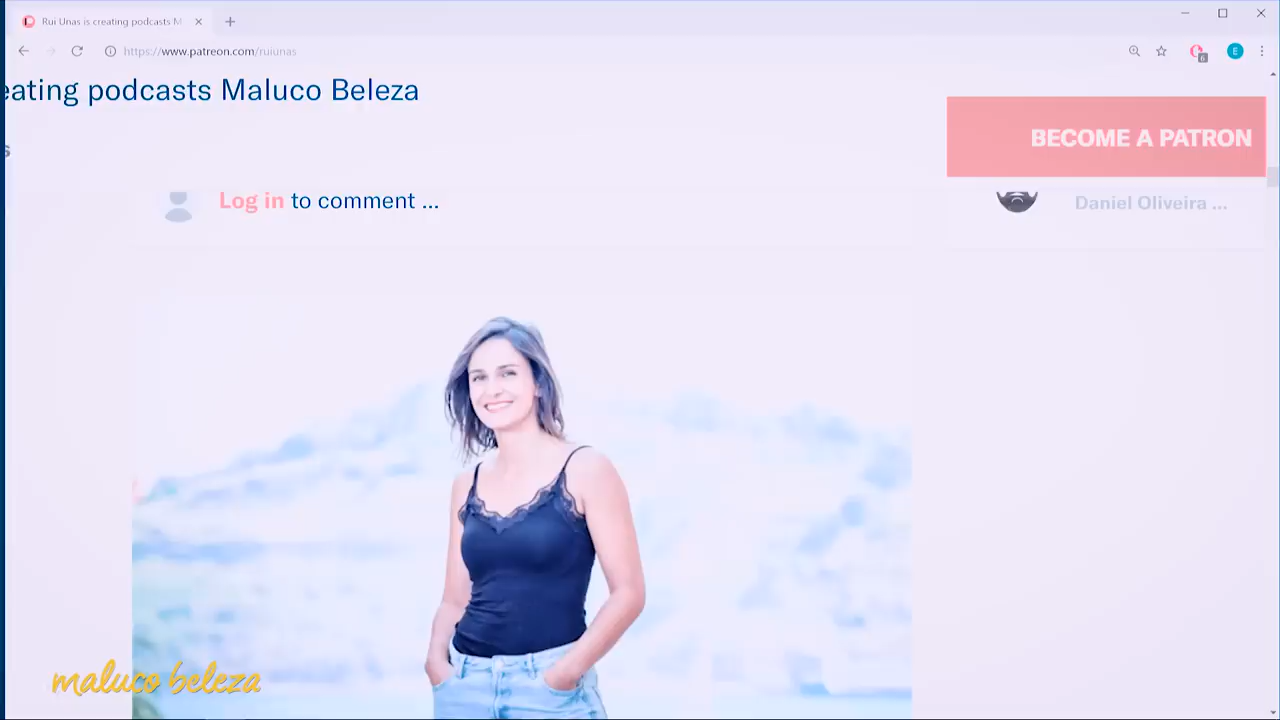 Rui Unas is creating podcasts M
https://www.patreon.com/ruiunas
6
E
eating podcasts Maluco Beleza
s
BECOME A PATRON
Log in to comment ...
Daniel Oliveira ...
maluco beleza